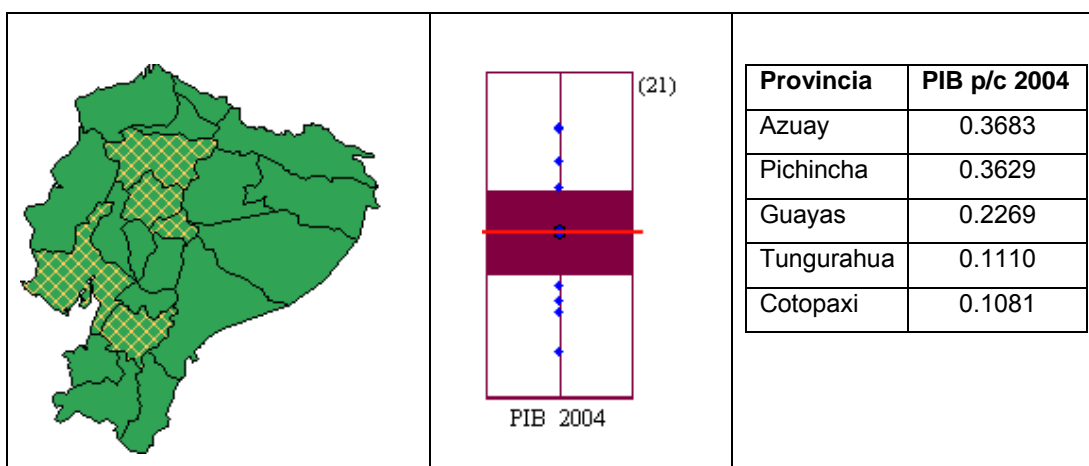 (21)
PIB 2004
Provincia PIB p/c 2004
Azuay 0.3683
Pichincha 0.3629
Guayas 0.2269
Tungurahua 0.1110
Cotopaxi 0.1081